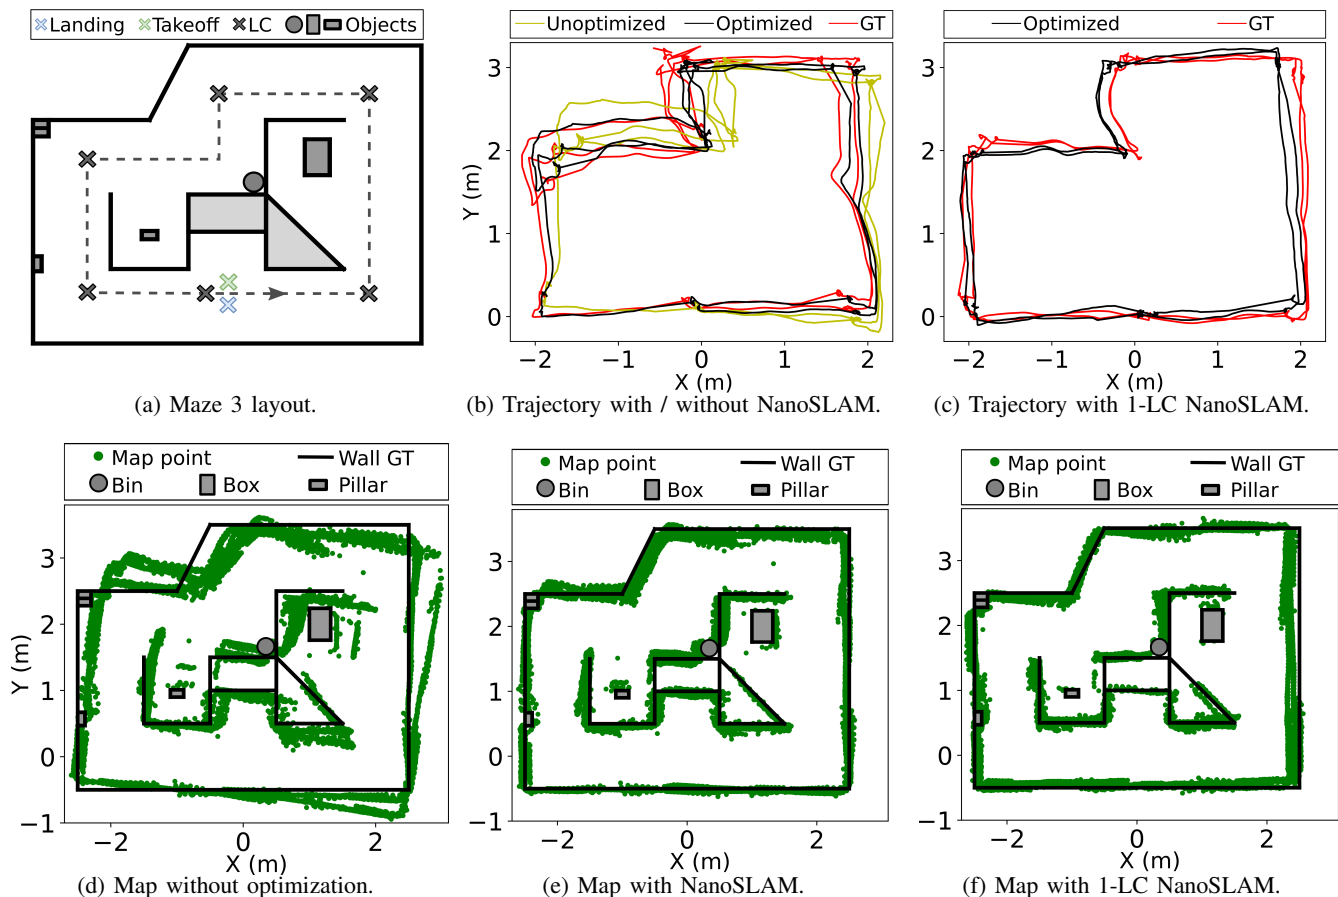 Landing Takeoff LC Objects
(a) Maze 3 layout.
Unoptimized Optimized GT
3
2
1
0
Y (m)
−2 −1 0 1 2
X (m)
(b) Trajectory with / without NanoSLAM.
Optimized GT
3
2
1
0
−2 −1 0 1 2
X (m)
(c) Trajectory with 1-LC NanoSLAM.
Map point Wall GT
Bin Box Pillar
3
2
1
0
−1
Y (m)
−2 0 2
X (m)
(d) Map without optimization.
Map point Wall GT
Bin Box Pillar
3
2
1
0
−1
−2 0 2
X (m)
(e) Map with NanoSLAM.
Map point Wall GT
Bin Box Pillar
3
2
1
0
−1
−2 0 2
X (m)
(f) Map with 1-LC NanoSLAM.